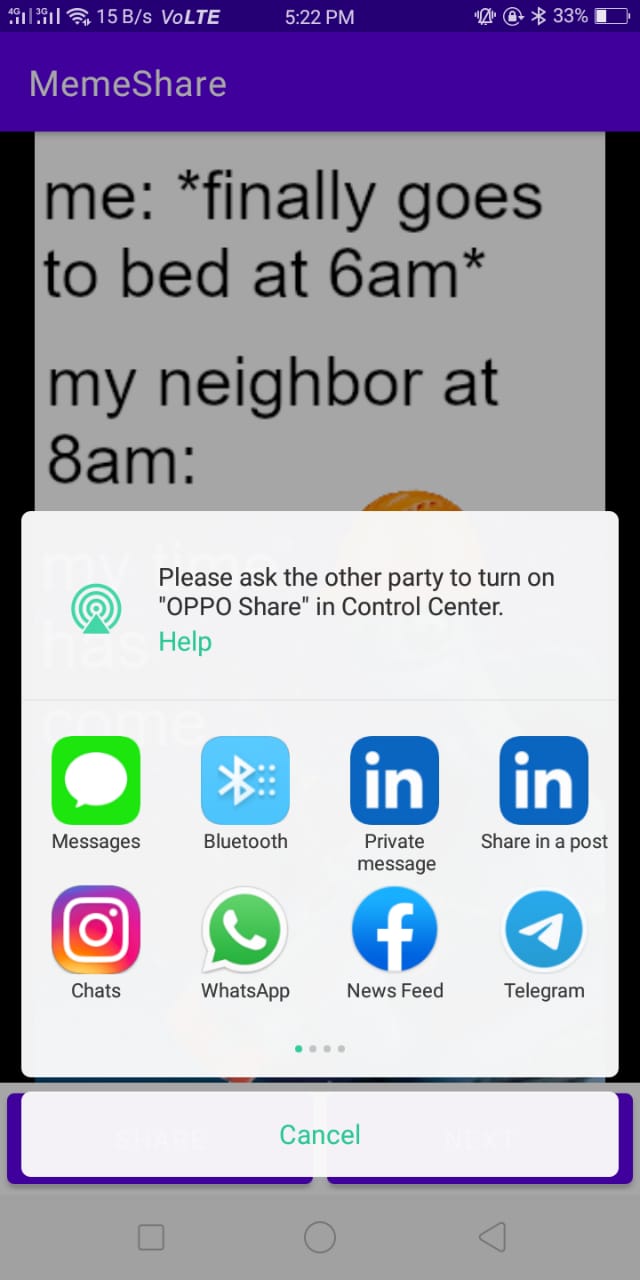 4G 3G 15 B/s VoLTE 5:22 PM 33%
MemeShare
me: *finally goes
to bed at 6am*
my neighbor at
8am:
my time
has
come
Please ask the other party to turn on
"OPPO Share" in Control Center.
Help
Messages Bluetooth Private message Share in a post
Chats WhatsApp News Feed Telegram
Cancel
SHARE NEXT